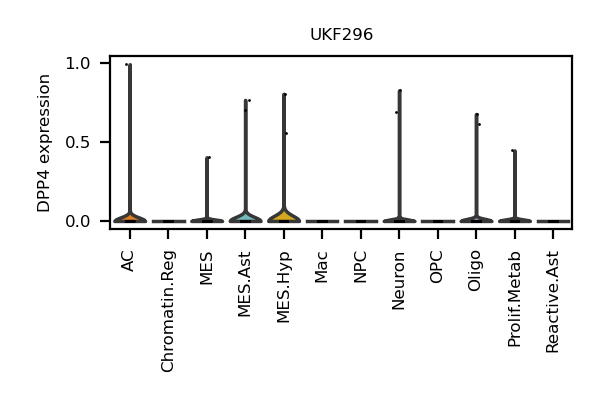 UKF296
DPP4 expression
1.0
0.5
0.0
AC
Chromatin.Reg
MES
MES.Ast
MES.Hyp
Mac
NPC
Neuron
OPC
Oligo
Prolif.Metab
Reactive.Ast